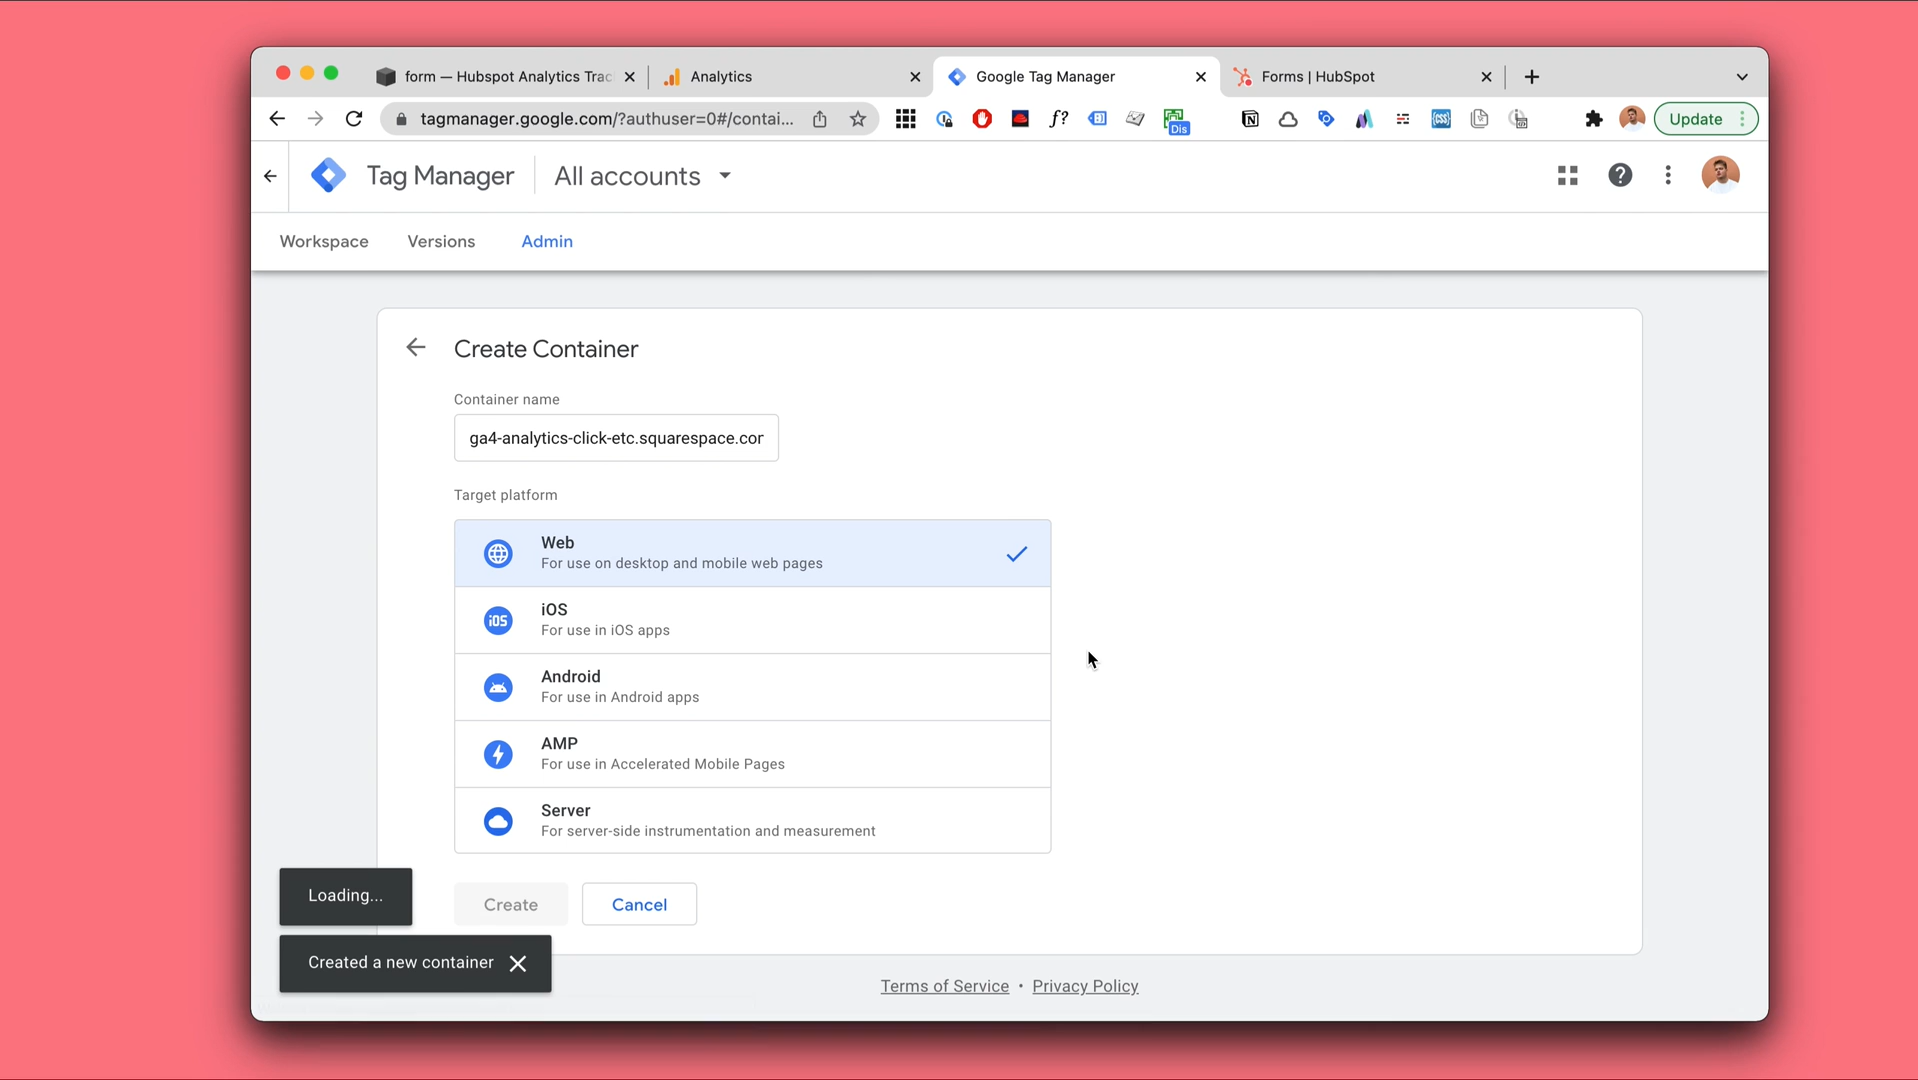 form — Hubspot Analytics Trac
Analytics
Google Tag Manager
Forms | HubSpot
tagmanager.google.com/?authuser=0#/contai...
f?
Dis
Update
Tag Manager
All accounts
Workspace
Versions
Admin
Create Container
Container name
ga4-analytics-click-etc.squarespace.cor
Target platform
Web
For use on desktop and mobile web pages
iOS
iOS
For use in iOS apps
Android
For use in Android apps
AMP
For use in Accelerated Mobile Pages
Server
For server-side instrumentation and measurement
Loading...
Create
Cancel
Created a new container
Terms of Service • Privacy Policy